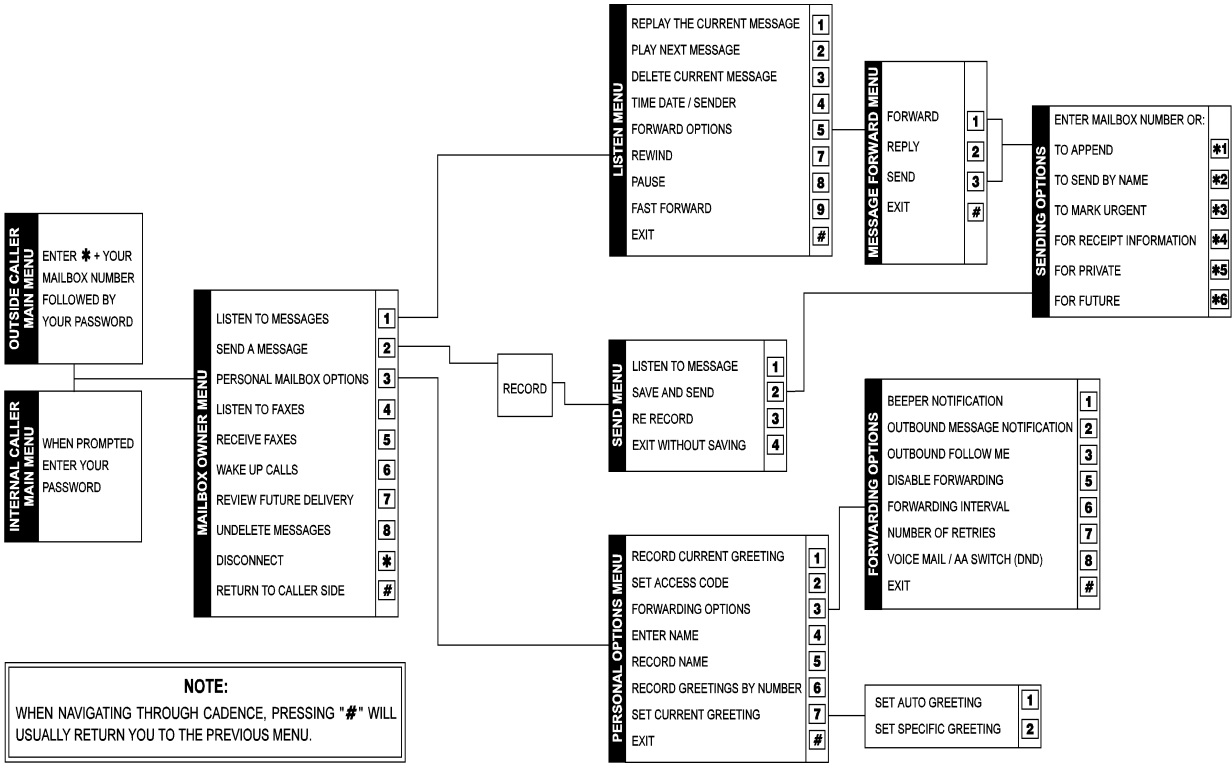 OUTSIDE CALLER
MAIN MENU
ENTER ✱ + YOUR
MAILBOX NUMBER
FOLLOWED BY
YOUR PASSWORD
INTERNAL CALLER
MAIN MENU
WHEN PROMPTED
ENTER YOUR
PASSWORD
MAILBOX OWNER MENU
LISTEN TO MESSAGES 1
SEND A MESSAGE 2
PERSONAL MAILBOX OPTIONS 3
LISTEN TO FAXES 4
RECEIVE FAXES 5
WAKE UP CALLS 6
REVIEW FUTURE DELIVERY 7
UNDELETE MESSAGES 8
DISCONNECT ✱
RETURN TO CALLER SIDE #
LISTEN MENU
REPLAY THE CURRENT MESSAGE 1
PLAY NEXT MESSAGE 2
DELETE CURRENT MESSAGE 3
TIME DATE / SENDER 4
FORWARD OPTIONS 5
REWIND 7
PAUSE 8
FAST FORWARD 9
EXIT #
MESSAGE FORWARD MENU
FORWARD 1
REPLY 2
SEND 3
EXIT #
SENDING OPTIONS
ENTER MAILBOX NUMBER OR:
TO APPEND ✱1
TO SEND BY NAME ✱2
TO MARK URGENT ✱3
FOR RECEIPT INFORMATION ✱4
FOR PRIVATE ✱5
FOR FUTURE ✱6
RECORD
SEND MENU
LISTEN TO MESSAGE 1
SAVE AND SEND 2
RE RECORD 3
EXIT WITHOUT SAVING 4
PERSONAL OPTIONS MENU
RECORD CURRENT GREETING 1
SET ACCESS CODE 2
FORWARDING OPTIONS 3
ENTER NAME 4
RECORD NAME 5
RECORD GREETINGS BY NUMBER 6
SET CURRENT GREETING 7
EXIT #
FORWARDING OPTIONS
BEEPER NOTIFICATION 1
OUTBOUND MESSAGE NOTIFICATION 2
OUTBOUND FOLLOW ME 3
DISABLE FORWARDING 5
FORWARDING INTERVAL 6
NUMBER OF RETRIES 7
VOICE MAIL / AA SWITCH (DND) 8
EXIT #
SET AUTO GREETING 1
SET SPECIFIC GREETING 2
NOTE:
WHEN NAVIGATING THROUGH CADENCE, PRESSING "#" WILL
USUALLY RETURN YOU TO THE PREVIOUS MENU.